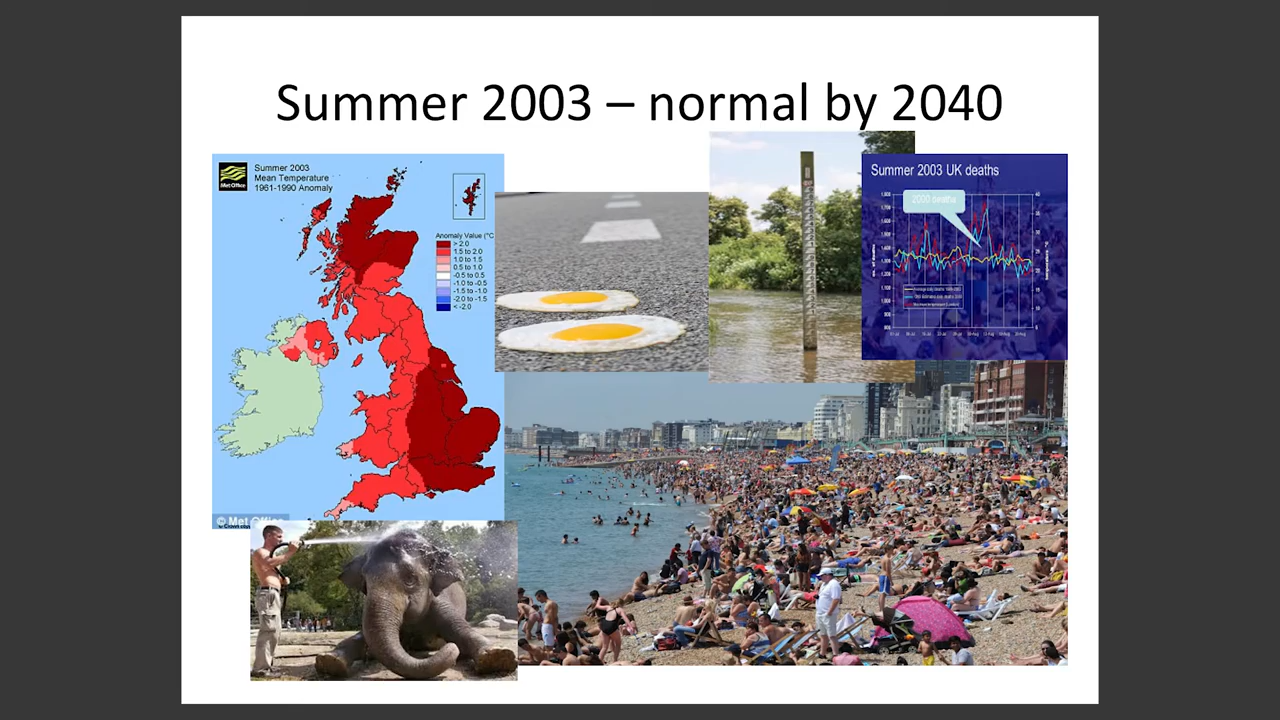 Summer 2003 – normal by 2040
Met Office
Summer 2003
Mean Temperature
1961-1990 Anomaly
Anomaly Value (°C
> 2.0
1.5 to 2.0
1.0 to 1.5
0.5 to 1.0
-0.5 to 0.5
-1.0 to -0.5
-1.5 to -1.0
-2.0 to -1.5
< -2.0
© Met Office
Summer 2003 UK deaths
2000 deaths